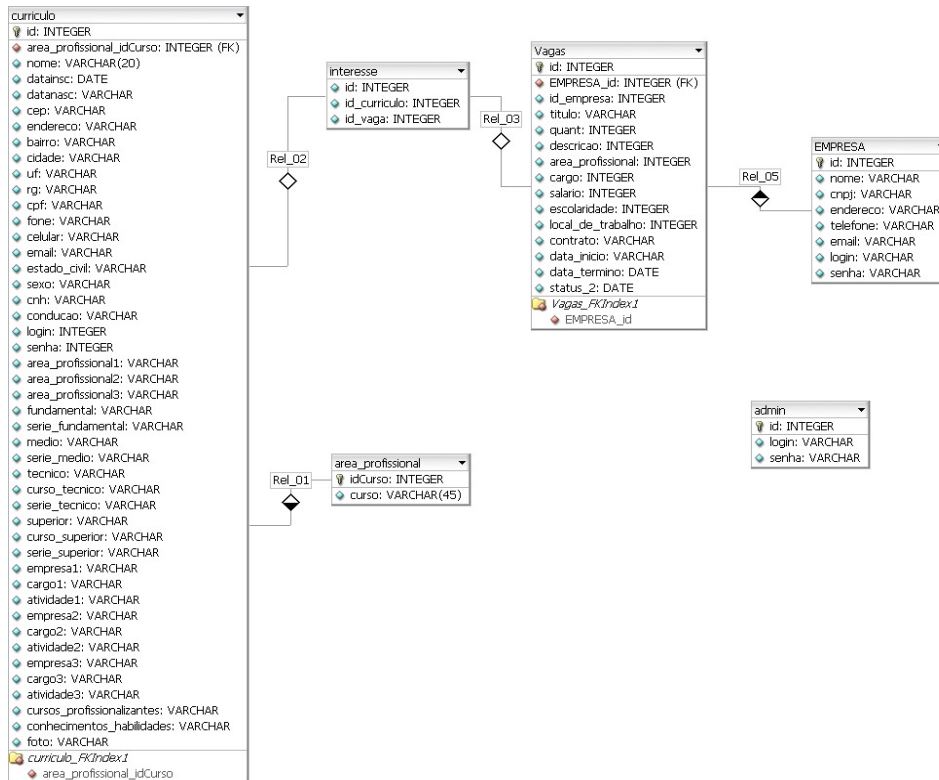 curriculo
id: INTEGER
area_profissional_idCurso: INTEGER (FK)
nome: VARCHAR(20)
datainsc: DATE
datanasc: VARCHAR
cep: VARCHAR
endereco: VARCHAR
bairro: VARCHAR
cidade: VARCHAR
uf: VARCHAR
rg: VARCHAR
cpf: VARCHAR
fone: VARCHAR
celular: VARCHAR
email: VARCHAR
estado_civil: VARCHAR
sexo: VARCHAR
cnh: VARCHAR
conducao: VARCHAR
login: INTEGER
senha: INTEGER
area_profissional1: VARCHAR
area_profissional2: VARCHAR
area_profissional3: VARCHAR
fundamental: VARCHAR
serie_fundamental: VARCHAR
medio: VARCHAR
serie_medio: VARCHAR
tecnico: VARCHAR
curso_tecnico: VARCHAR
serie_tecnico: VARCHAR
superior: VARCHAR
curso_superior: VARCHAR
serie_superior: VARCHAR
empresa1: VARCHAR
cargo1: VARCHAR
atividade1: VARCHAR
empresa2: VARCHAR
cargo2: VARCHAR
atividade2: VARCHAR
empresa3: VARCHAR
cargo3: VARCHAR
atividade3: VARCHAR
cursos_profissionalizantes: VARCHAR
conhecimentos_habilidades: VARCHAR
foto: VARCHAR
curriculo_FKIndex1
area_profissional_idCurso
Rel_02
interesse
id: INTEGER
id_curriculo: INTEGER
id_vaga: INTEGER
Rel_03
Vagas
id: INTEGER
EMPRESA_id: INTEGER (FK)
id_empresa: INTEGER
titulo: VARCHAR
quant: INTEGER
descricao: INTEGER
area_profissional: INTEGER
cargo: INTEGER
salario: INTEGER
escolaridade: INTEGER
local_de_trabalho: INTEGER
contrato: VARCHAR
data_inicio: VARCHAR
data_termino: DATE
status_2: DATE
Vagas_FKIndex1
EMPRESA_id
Rel_05
EMPRESA
id: INTEGER
nome: VARCHAR
cnpj: VARCHAR
endereco: VARCHAR
telefone: VARCHAR
email: VARCHAR
login: VARCHAR
senha: VARCHAR
Rel_01
area_profissional
idCurso: INTEGER
curso: VARCHAR(45)
admin
id: INTEGER
login: VARCHAR
senha: VARCHAR